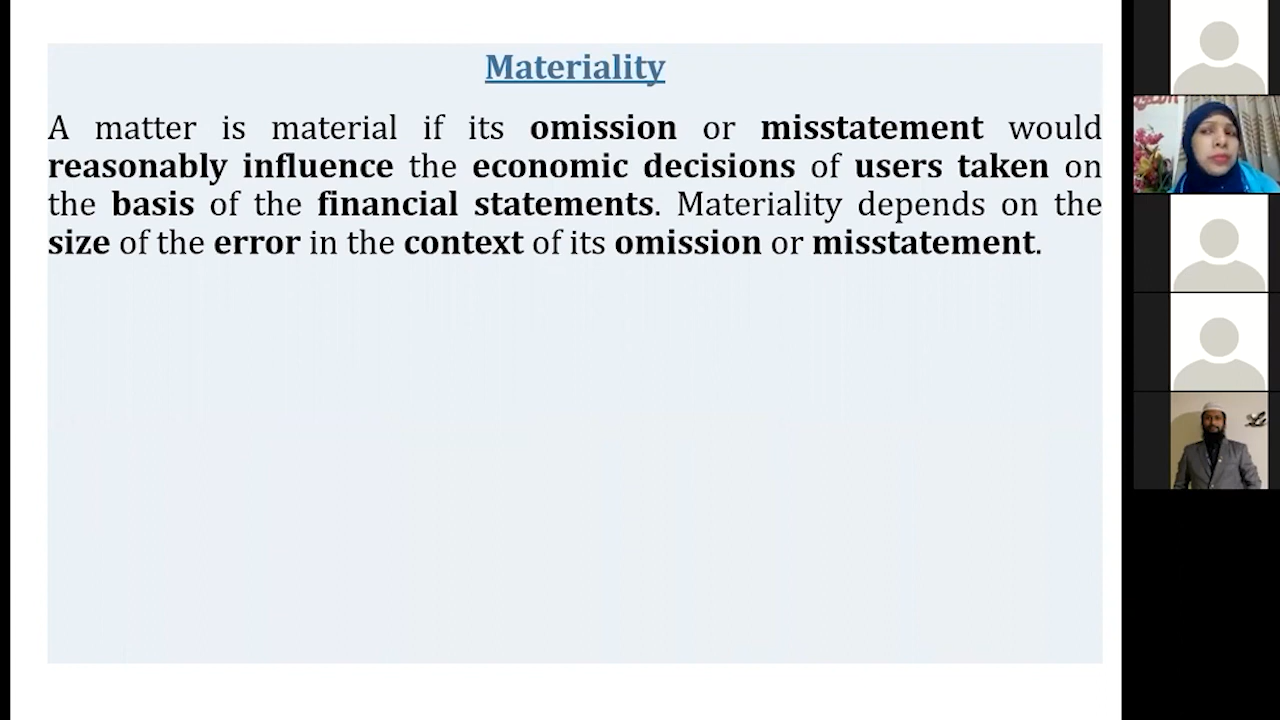 Materiality
A matter is material if its omission or misstatement would
reasonably influence the economic decisions of users taken on
the basis of the financial statements. Materiality depends on the
size of the error in the context of its omission or misstatement.